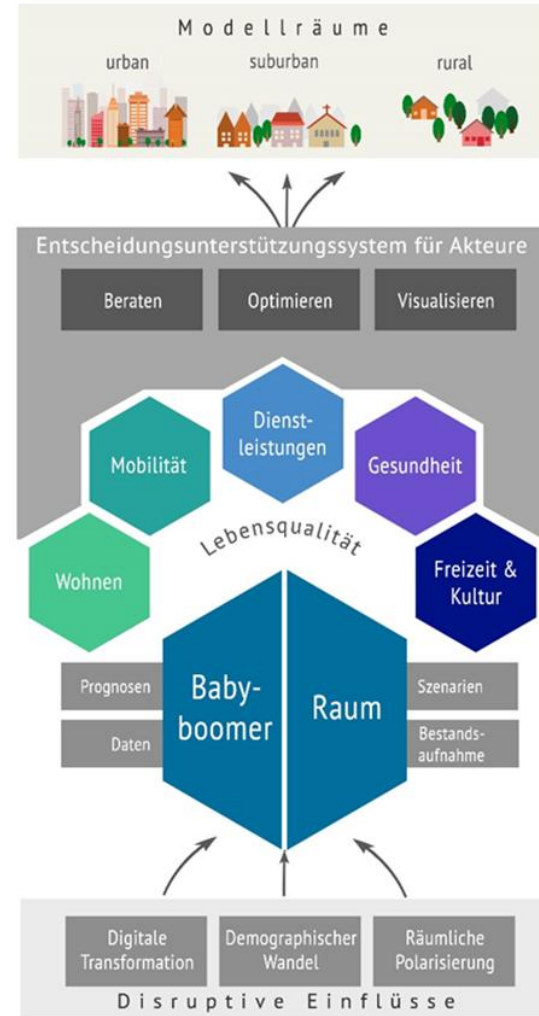 Modellräume
urban
suburban
rural
Entscheidungsunterstützungssystem für Akteure
Beraten
Optimieren
Visualisieren
Dienst-
leistungen
Mobilität
Gesundheit
Lebensqualität
Wohnen
Freizeit &
Kultur
Baby-
boomer
Raum
Prognosen
Daten
Szenarien
Bestands-
aufnahme
Digitale
Transformation
Demographischer
Wandel
Räumliche
Polarisierung
Disruptive Einflüsse